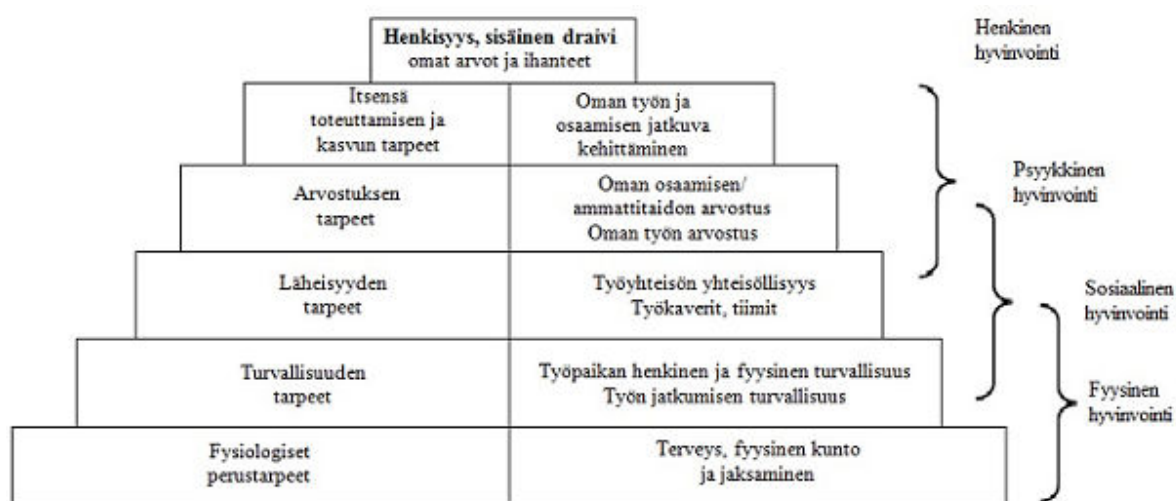 Henkisyys, sisäinen draivi
omat arvot ja ihanteet
Henkinen
hyvinvointi
Itsensä
toteuttamisen ja
kasvun tarpeet
Oman työn ja
osaamisen jatkuva
kehittäminen
Psyykkinen
hyvinvointi
Arvostuksen
tarpeet
Oman osaamisen/
ammattitaidon arvostus
Oman työn arvostus
Läheisyyden
tarpeet
Työyhteisön yhteisöllisyys
Työkaverit, tiimit
Sosiaalinen
hyvinvointi
Turvallisuuden
tarpeet
Työpaikan henkinen ja fyysinen turvallisuus
Työn jatkumisen turvallisuus
Fyysinen
hyvinvointi
Fysiologiset
perustarpeet
Terveys, fyysinen kunto
ja jaksaminen